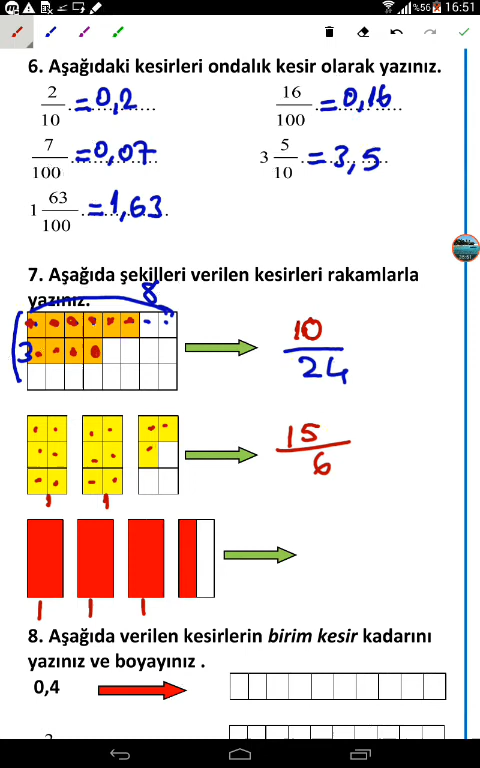 %56 16:51
6. Aşağıdaki kesirleri ondalık kesir olarak yazınız.
2/10 = 0,2 16/100 = 0,16
7/100 = 0,07 3 5/10 = 3,5
1 63/100 = 1,63
7. Aşağıda şekilleri verilen kesirleri rakamlarla
yazınız. 8
3 10/24
15/6
1 1
1 1 1
8. Aşağıda verilen kesirlerin birim kesir kadarını
yazınız ve boyayınız .
0,4